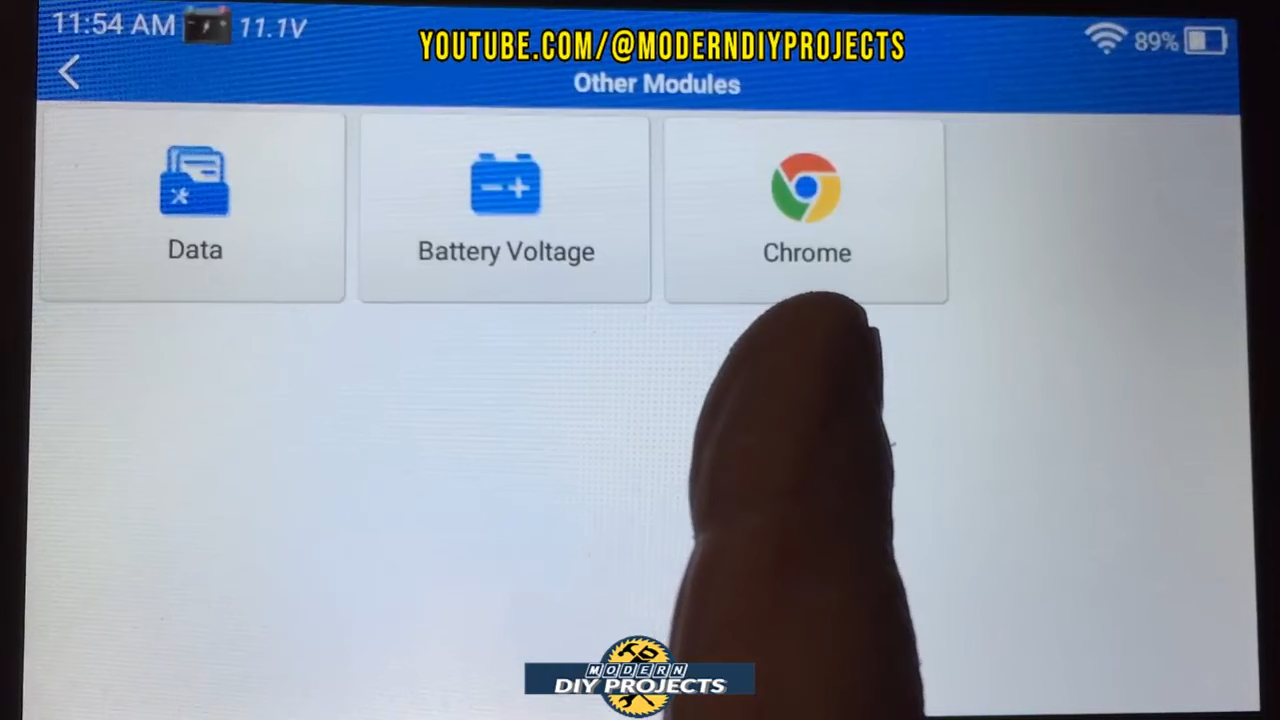 11:54 AM 11.1V
YOUTUBE.COM/@MODERNDIYPROJECTS
89%
Other Modules
Data
Battery Voltage
Chrome
MODERN
DIY PROJECTS